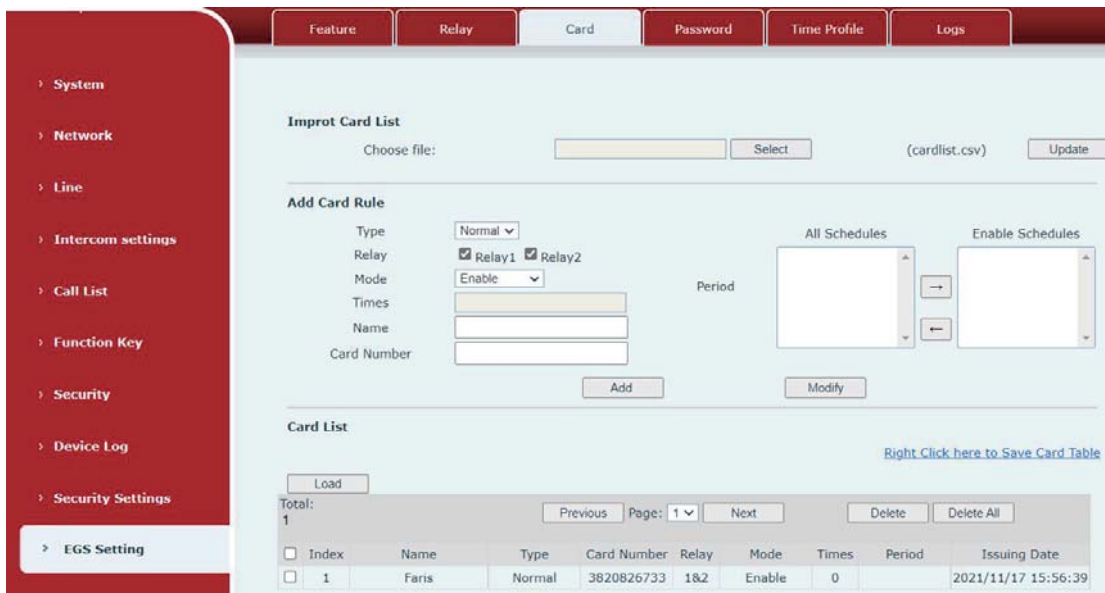 Feature Relay Card Password Time Profile Logs
› System
› Network
› Line
› Intercom settings
› Call List
› Function Key
› Security
› Device Log
› Security Settings
› EGS Setting
Improt Card List
Choose file: Select (cardlist.csv) Update
Add Card Rule
Type Normal
Relay Relay1 Relay2
Mode Enable
Times
Name
Card Number
Period
All Schedules
→
←
Enable Schedules
Add Modify
Card List
Right Click here to Save Card Table
Load
Total:
1
Previous Page: 1 Next Delete Delete All
Index Name Type Card Number Relay Mode Times Period Issuing Date
1 Faris Normal 3820826733 1&2 Enable 0 2021/11/17 15:56:39